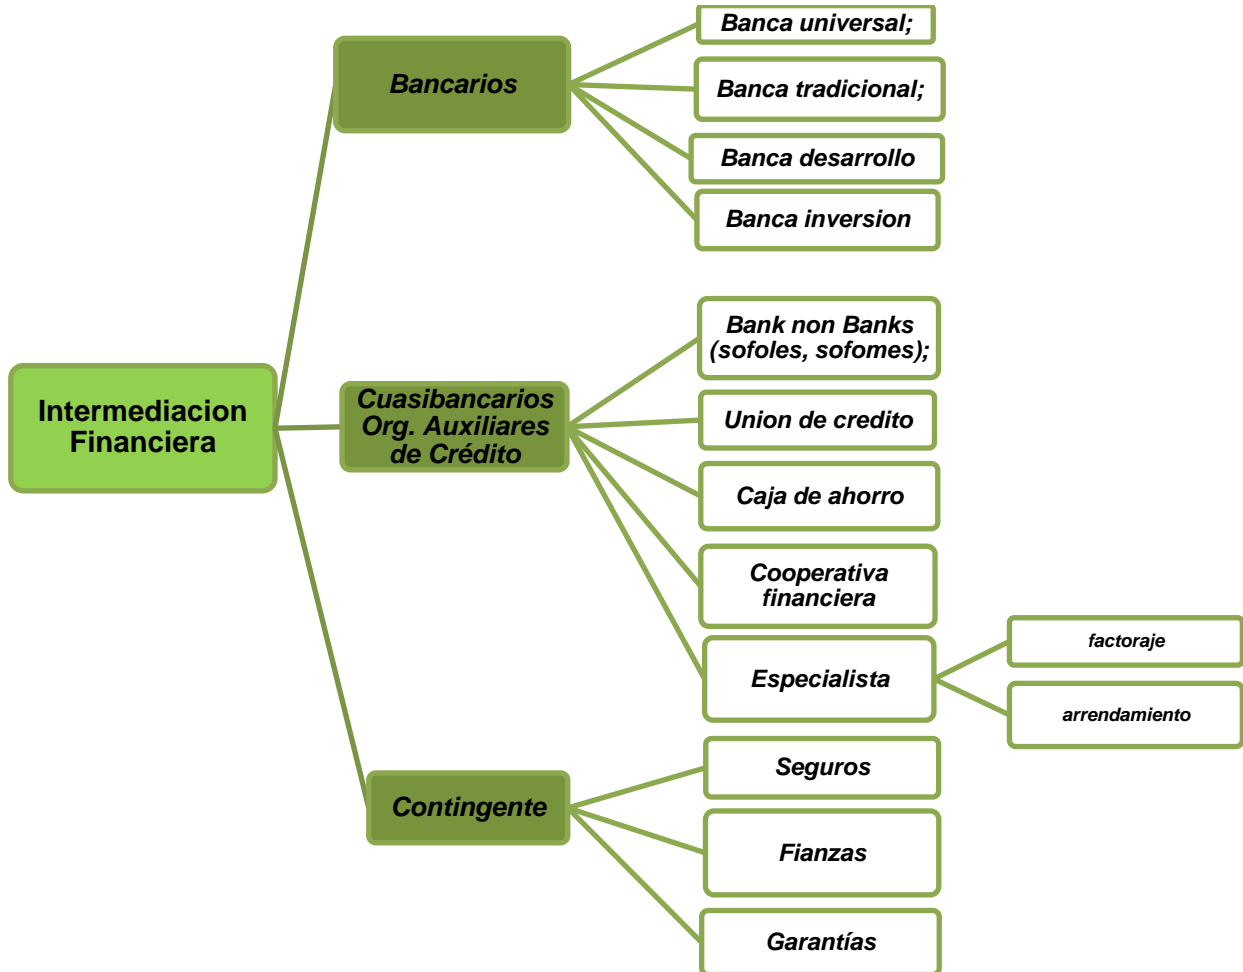 Intermediacion
Financiera
Bancarios
Banca universal;
Banca tradicional;
Banca desarrollo
Banca inversion
Cuasibancarios
Org. Auxiliares
de Crédito
Bank non Banks
(sofoles, sofomes);
Union de credito
Caja de ahorro
Cooperativa
financiera
Especialista
factoraje
arrendamiento
Contingente
Seguros
Fianzas
Garantías